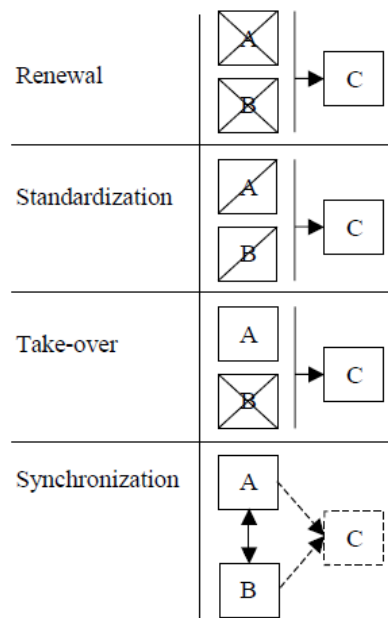 A
Renewal C
B
A
Standardization C
B
A
Take-over C
B
Synchronization A
C
B